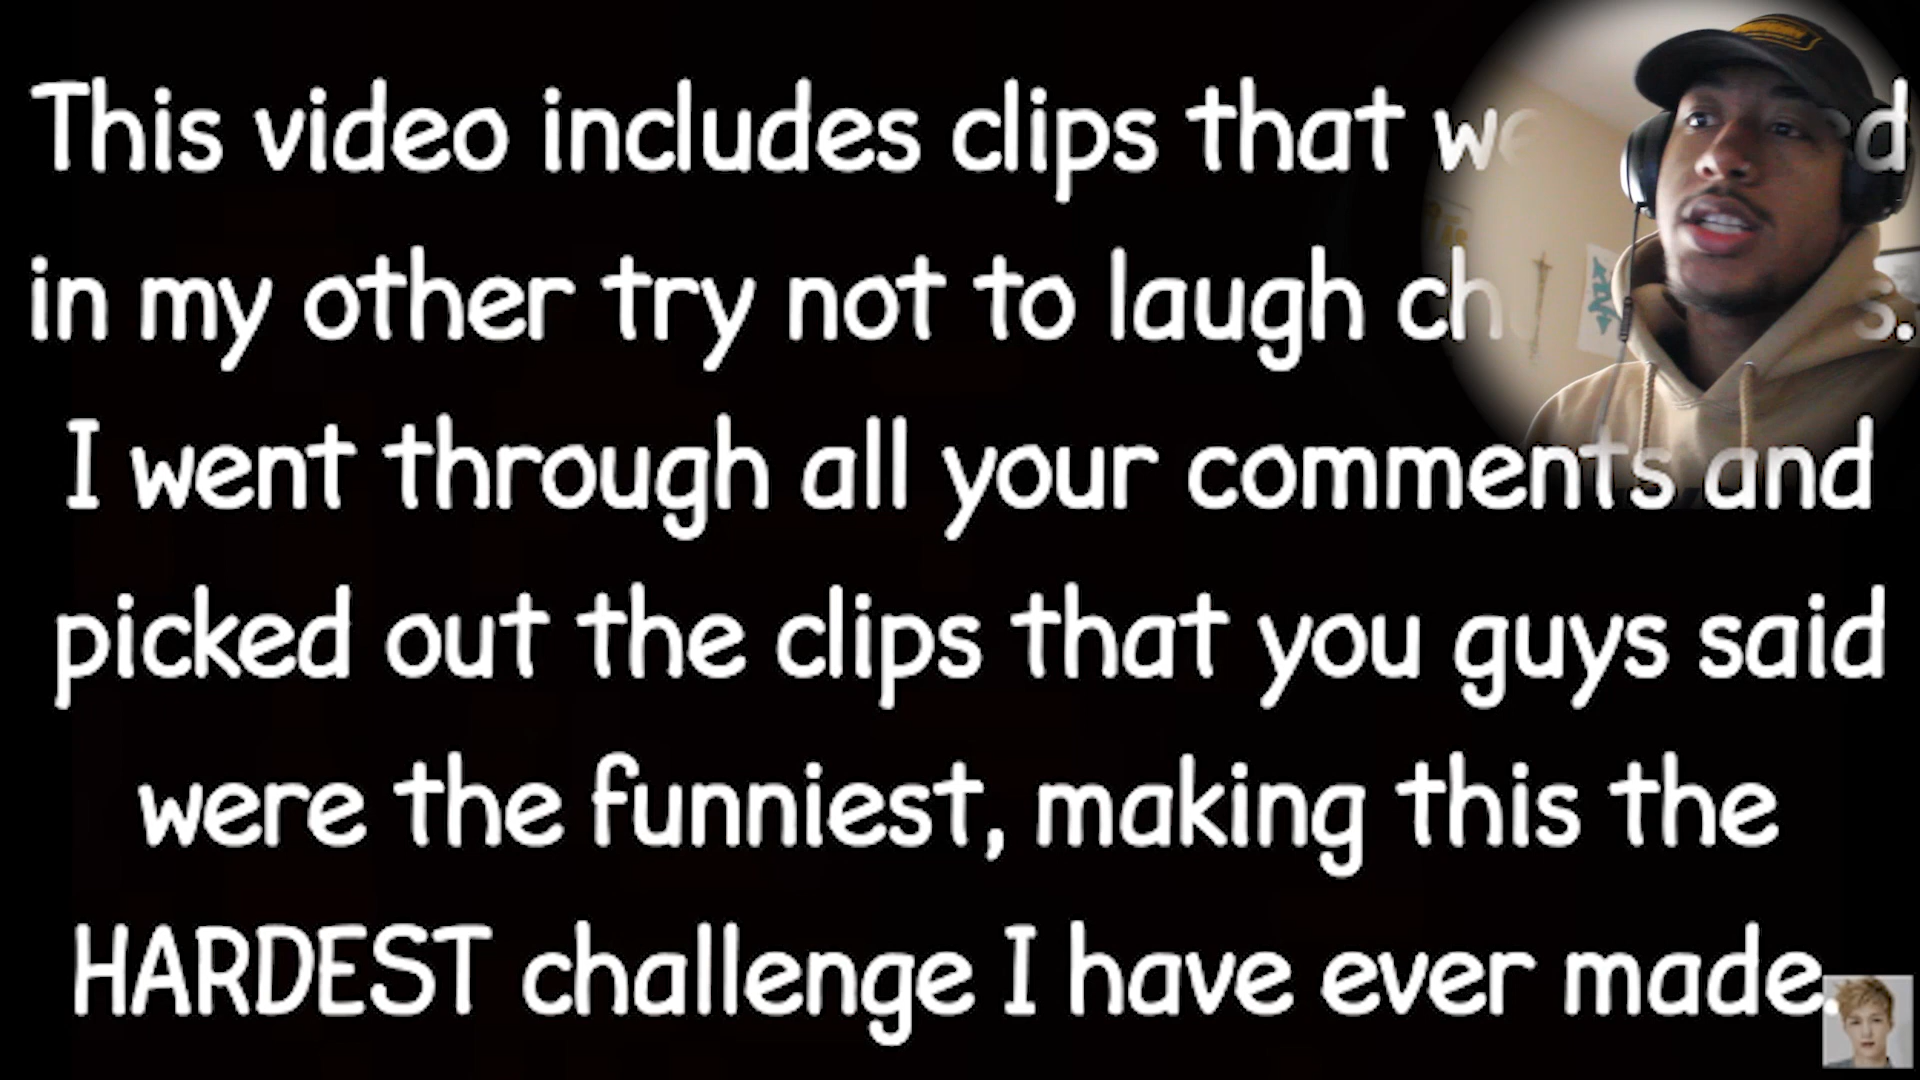 This video includes clips that
in my other try not to laugh
I went through all your comments and
picked out the clips that you guys said
were the funniest, making this the
HARDEST challenge I have ever made.